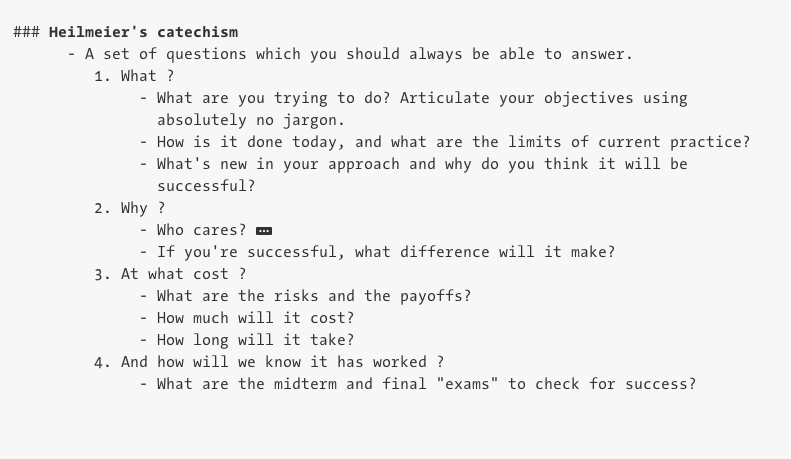 ### Heilmeier's catechism
- A set of questions which you should always be able to answer.
1. What ?
- What are you trying to do? Articulate your objectives using
absolutely no jargon.
- How is it done today, and what are the limits of current practice?
- What's new in your approach and why do you think it will be
successful?
2. Why ?
- Who cares?
- If you're successful, what difference will it make?
3. At what cost ?
- What are the risks and the payoffs?
- How much will it cost?
- How long will it take?
4. And how will we know it has worked ?
- What are the midterm and final "exams" to check for success?